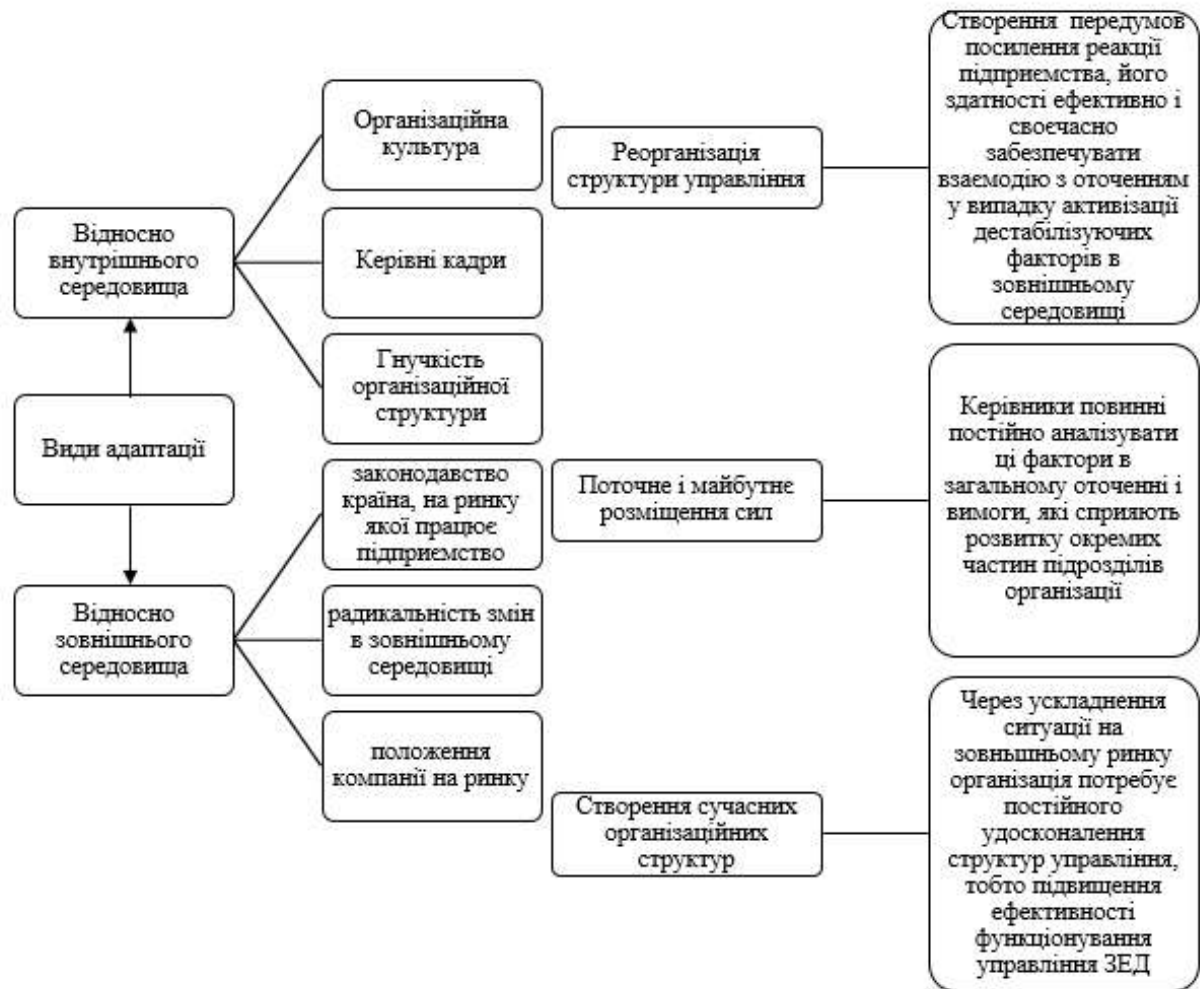 Види адаптації
Відносно
внутрішнього
середовища
Організаційна
культура
Керівні кадри
Гнучкість
організаційної
структури
Відносно
зовнішнього
середовища
законодавство
країна, на ринку
якої працює
підприємство
радикальність змін
в зовнішньому
середовищі
положення
компанії на ринку
Реорганізація
структури управління
Створення передумов
посилення реакції
підприємства, його
здатності ефективно і
своєчасно
забезпечувати
взаємодію з оточенням
у випадку активізації
дестабілізуючих
факторів в
зовнішньому
середовищі
Поточне і майбутнє
розміщення сил
Керівники повинні
постійно аналізувати
ці фактори в
загальному оточенні і
вимоги, які сприяють
розвитку окремих
частин підрозділів
організації
Створення сучасних
організаційних
структур
Через ускладнення
ситуації на
зовньшньому ринку
організація потребує
постійного
удосконалення
структур управління,
тобто підвищення
ефективності
функціонування
управління ЗЕД